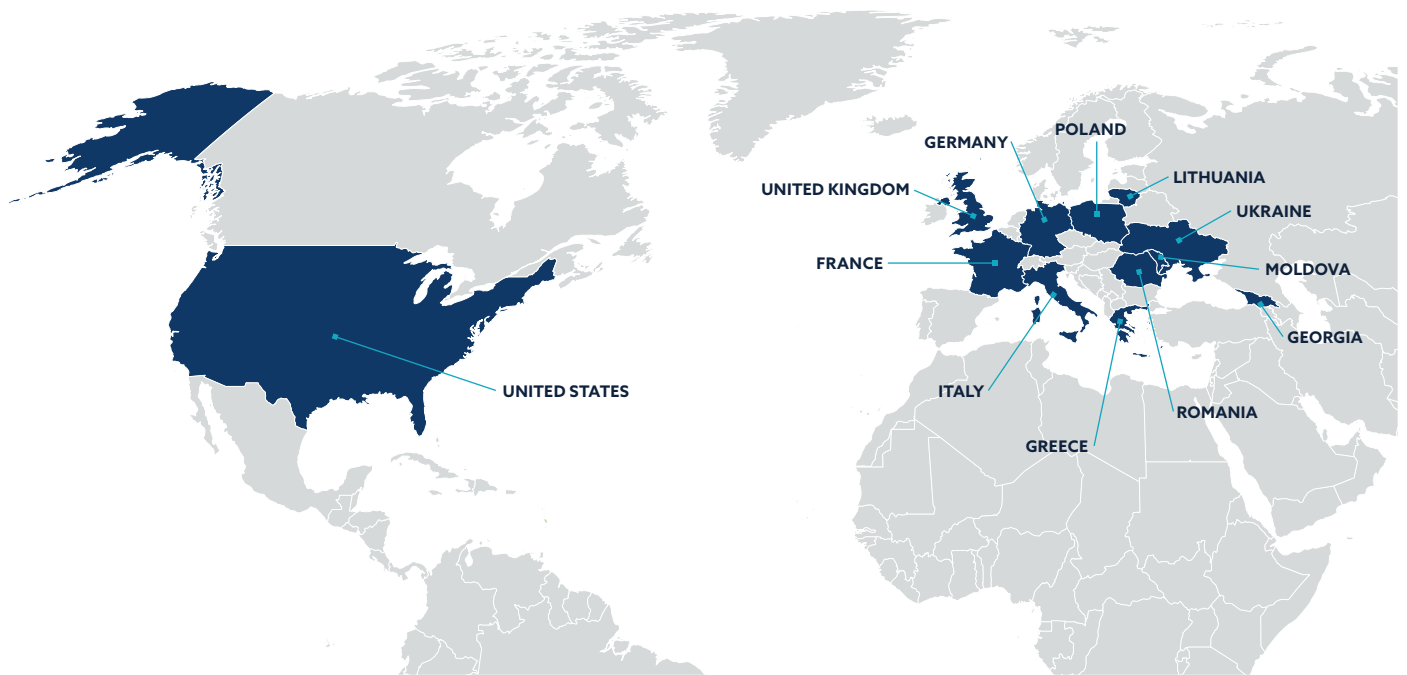 POLAND
GERMANY
LITHUANIA
UNITED KINGDOM
UKRAINE
FRANCE
MOLDOVA
GEORGIA
ITALY
UNITED STATES
ROMANIA
GREECE